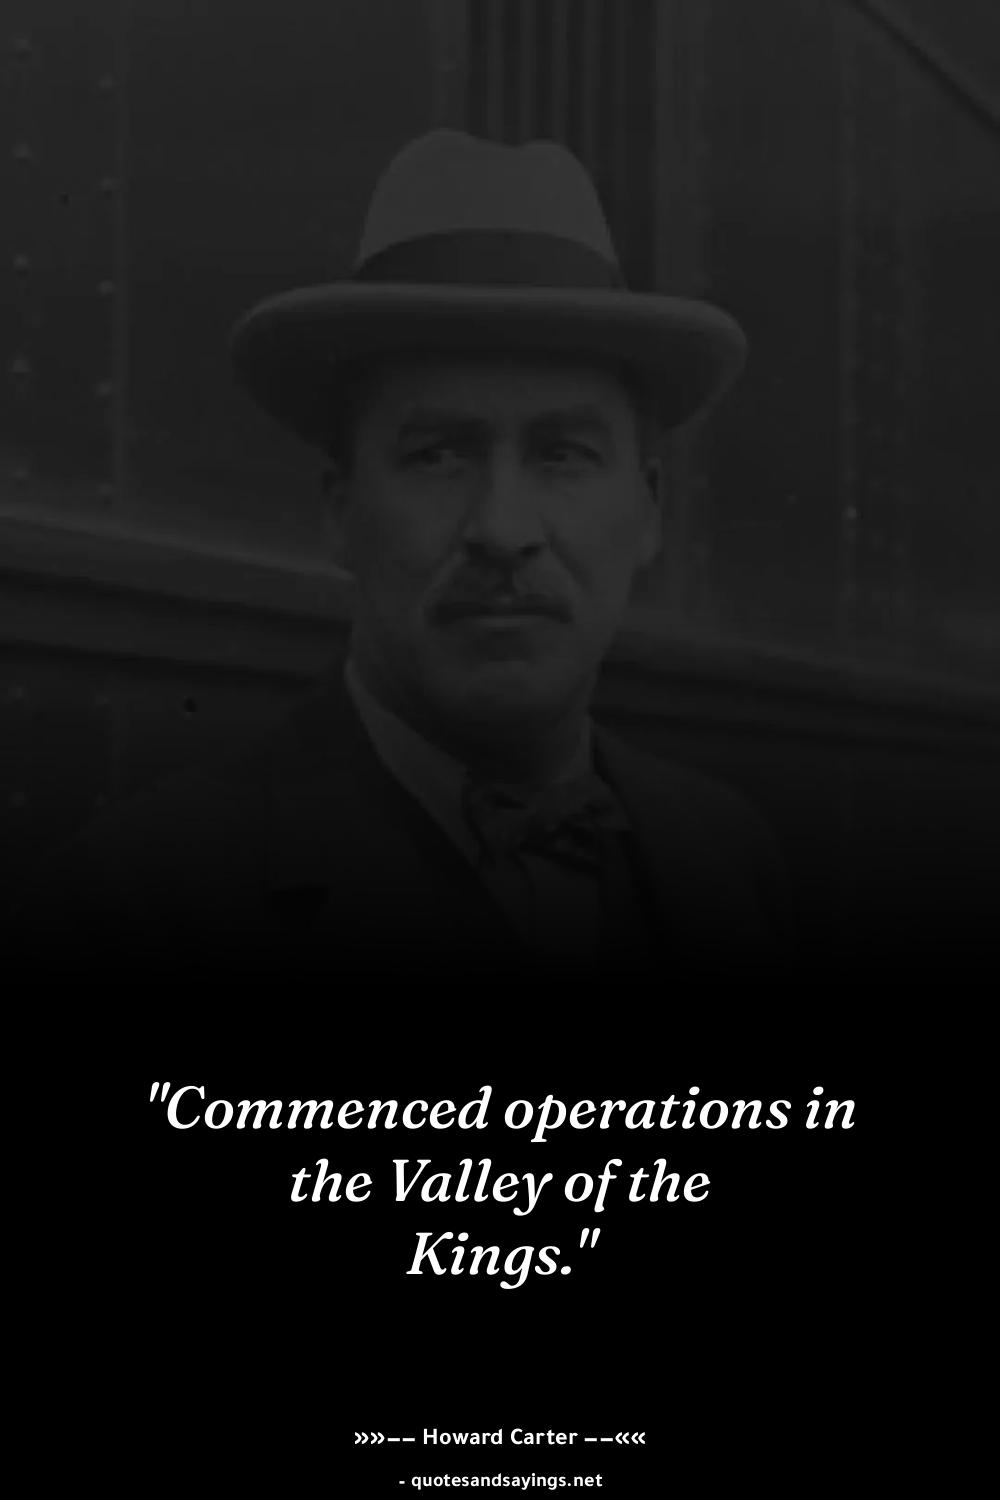 "Commenced operations in
the Valley of the
Kings."
»»−− Howard Carter −−««
- quotesandsayings.net